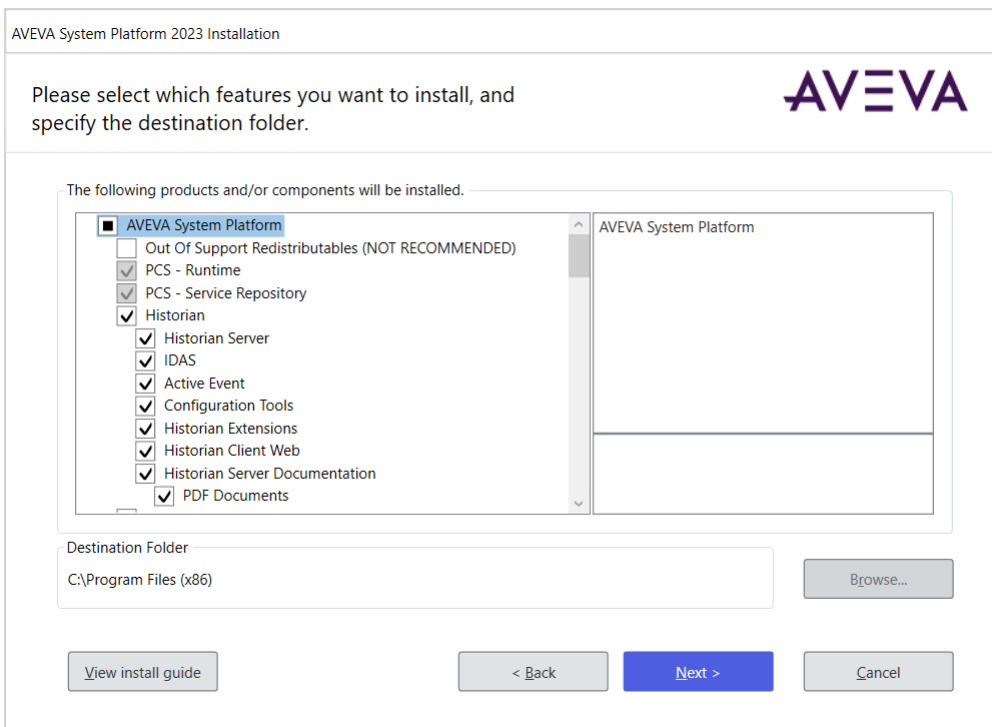 AVEVA System Platform 2023 Installation
Please select which features you want to install, and
specify the destination folder.
AVEVA
The following products and/or components will be installed.
AVEVA System Platform
Out Of Support Redistributables (NOT RECOMMENDED)
PCS - Runtime
PCS - Service Repository
Historian
Historian Server
IDAS
Active Event
Configuration Tools
Historian Extensions
Historian Client Web
Historian Server Documentation
PDF Documents
AVEVA System Platform
Destination Folder
C:\Program Files (x86)
Browse...
View install guide
< Back
Next >
Cancel